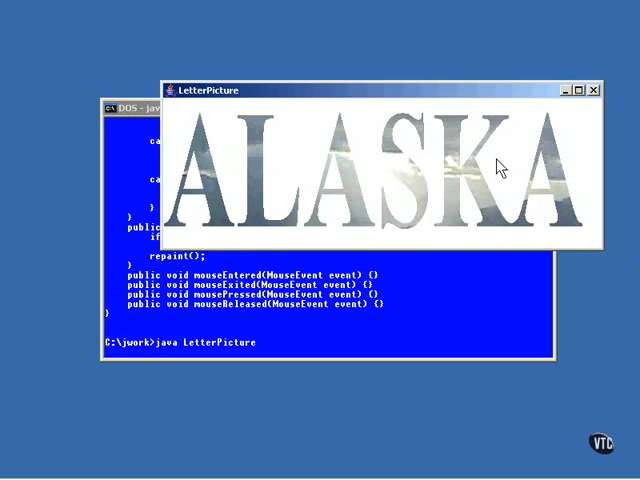 LetterPicture
DOS - jav
ALASKA
ca
ca
}
}
public
if
repaint();
}
public void mouseEntered(MouseEvent event) {}
public void mouseExited(MouseEvent event) {}
public void mousePressed(MouseEvent event) {}
public void mouseReleased(MouseEvent event) {}
}
C:\jwork>java LetterPicture
VTC